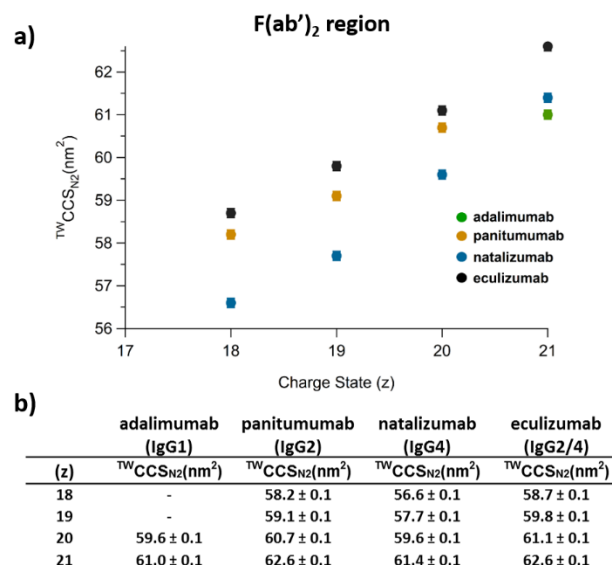 F(ab')₂ region
a)
62
61
60
59
58
57
56
ᵀᵂCCS_N2(nm²)
adalimumab
panitumumab
natalizumab
eculizumab
17 18 19 20 21
Charge State (z)
b)
adalimumab panitumumab natalizumab eculizumab
(IgG1) (IgG2) (IgG4) (IgG2/4)
(z) ᵀᵂCCS_N2(nm²) ᵀᵂCCS_N2(nm²) ᵀᵂCCS_N2(nm²) ᵀᵂCCS_N2(nm²)
18 - 58.2 ± 0.1 56.6 ± 0.1 58.7 ± 0.1
19 - 59.1 ± 0.1 57.7 ± 0.1 59.8 ± 0.1
20 59.6 ± 0.1 60.7 ± 0.1 59.6 ± 0.1 61.1 ± 0.1
21 61.0 ± 0.1 62.6 ± 0.1 61.4 ± 0.1 62.6 ± 0.1